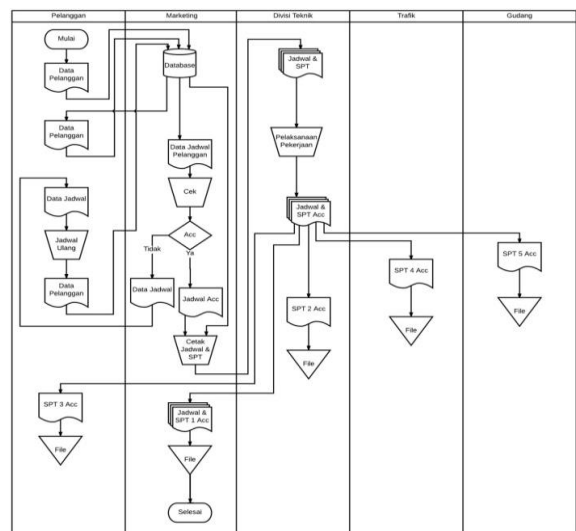 Pelanggan
Marketing
Divisi Teknik
Trafik
Gudang
Mulai
Data
Pelanggan
Data
Pelanggan
Data Jadwal
Jadwal
Ulang
Data
Pelanggan
SPT 3 Acc
File
Database
Data Jadwal
Pelanggan
Cek
Acc
Tidak
Ya
Data Jadwal
Jadwal Acc
Cetak
Jadwal &
SPT
Jadwal &
SPT 1 Acc
File
Selesai
Jadwal &
SPT
Pelaksanaan
Pekerjaan
Jadwal &
SPT Acc
SPT 2 Acc
File
SPT 4 Acc
File
SPT 5 Acc
File